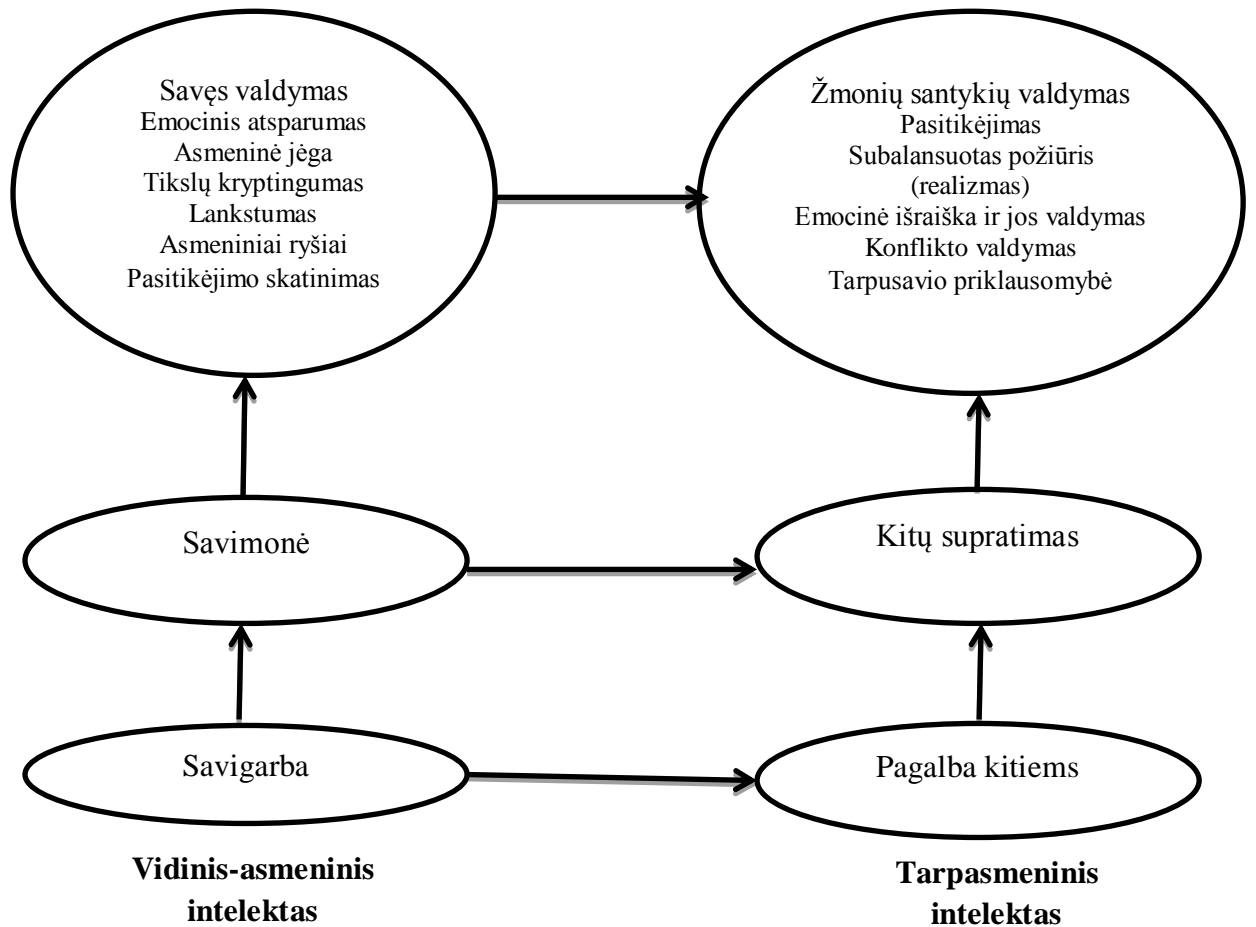 Savęs valdymas
Emocinis atsparumas
Asmeninė jėga
Tikslų kryptingumas
Lankstumas
Asmeniniai ryšiai
Pasitikėjimo skatinimas
Žmonių santykių valdymas
Pasitikėjimas
Subalansuotas požiūris
(realizmas)
Emocinė išraiška ir jos valdymas
Konflikto valdymas
Tarpusavio priklausomybė
Savimonė
Kitų supratimas
Savigarba
Pagalba kitiems
Vidinis-asmeninis
intelektas
Tarpasmeninis
intelektas